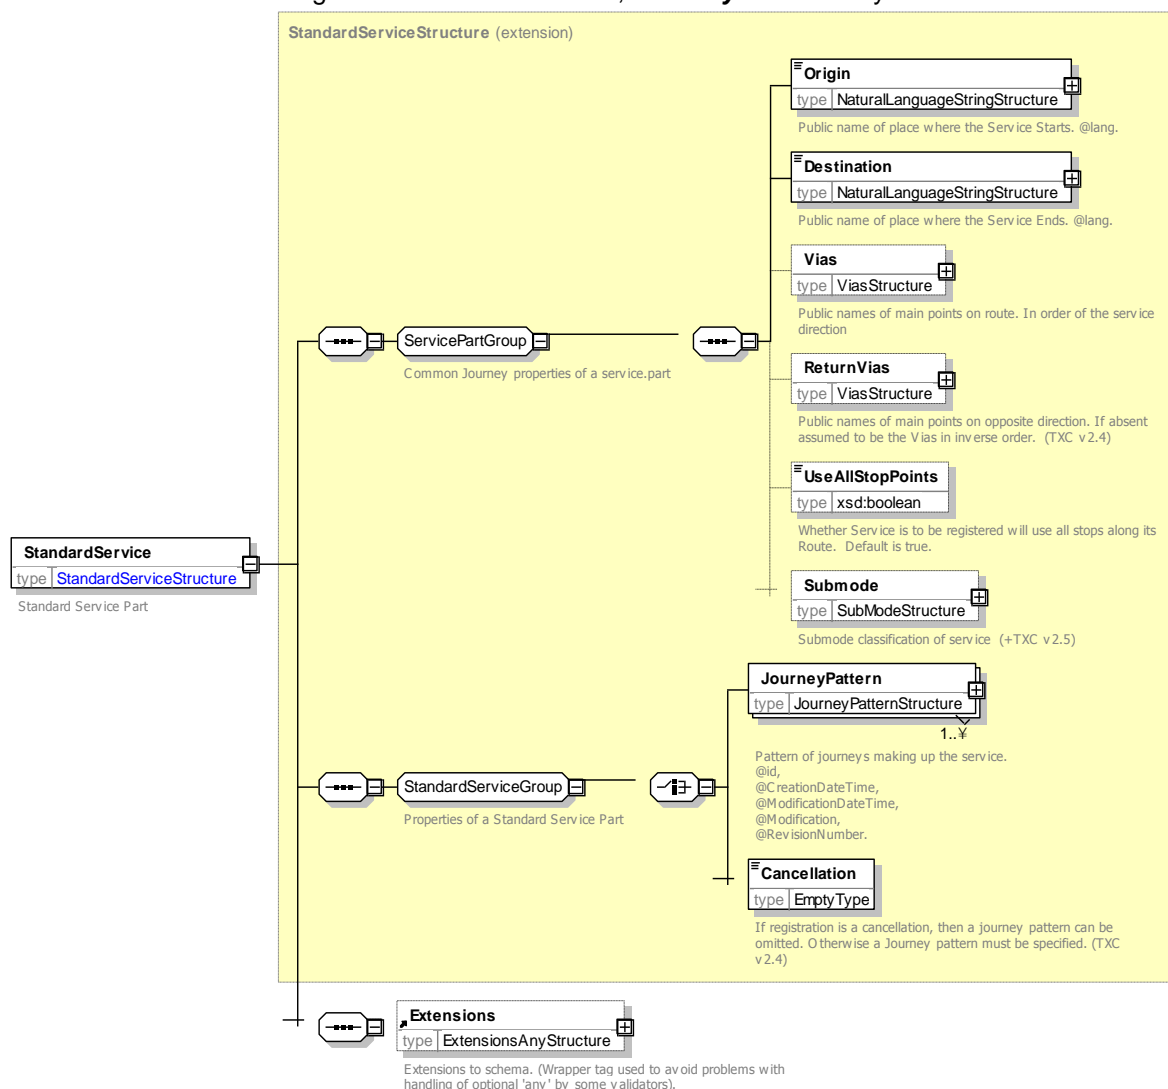 StandardServiceStructure (extension)
Origin
type NaturalLanguageStringStructure
Public name of place where the Service Starts. @lang.
Destination
type NaturalLanguageStringStructure
Public name of place where the Service Ends. @lang.
Vias
type ViasStructure
Public names of main points on route. In order of the service
direction
ServicePartGroup
Common Journey properties of a service.part
ReturnVias
type ViasStructure
Public names of main points on opposite direction. If absent
assumed to be the Vias in inverse order. (TXC v2.4)
UseAllStopPoints
type xsd:boolean
Whether Service is to be registered will use all stops along its
Route. Default is true.
StandardService
type StandardServiceStructure
Standard Service Part
Submode
type SubModeStructure
Submode classification of service (+TXC v2.5)
JourneyPattern
type JourneyPatternStructure
1..¥
Pattern of journeys making up the service.
@id,
@CreationDateTime,
@ModificationDateTime,
@Modification,
@RevisionNumber.
StandardServiceGroup
Properties of a Standard Service Part
Cancellation
type EmptyType
If registration is a cancellation, then a journey pattern can be
omitted. Otherwise a Journey pattern must be specified. (TXC
v2.4)
Extensions
type ExtensionsAnyStructure
Extensions to schema. (Wrapper tag used to avoid problems with
handling of optional 'any' by some validators).